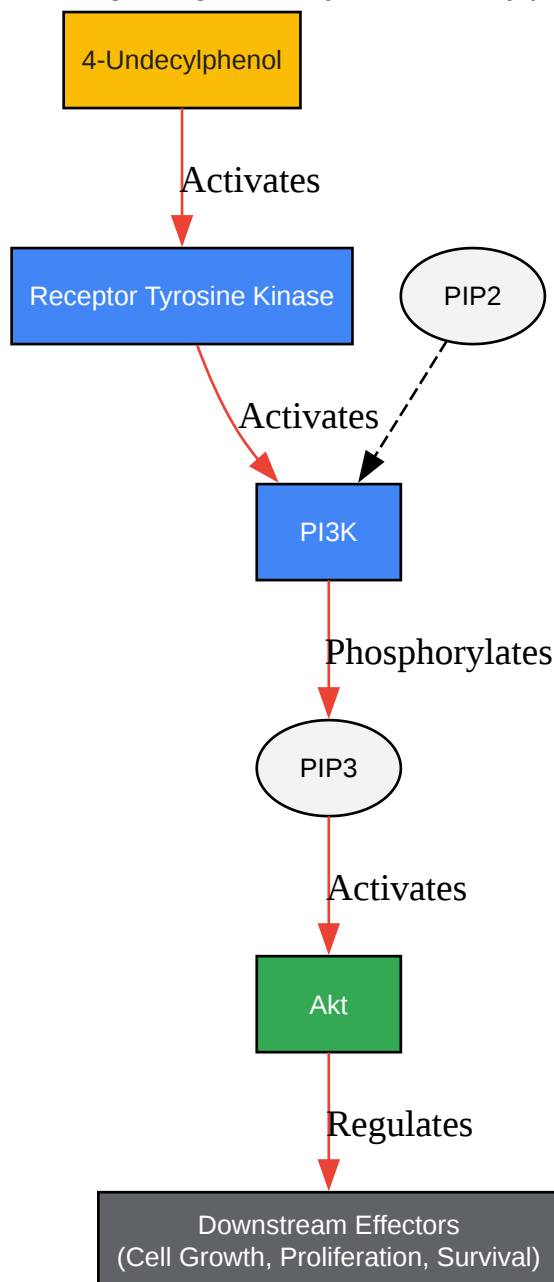 4-Undecylphenol
Activates
Receptor Tyrosine Kinase
PIP2
Activates
PI3K
Phosphorylates
PIP3
Activates
Akt
Regulates
Downstream Effectors
(Cell Growth, Proliferation, Survival)